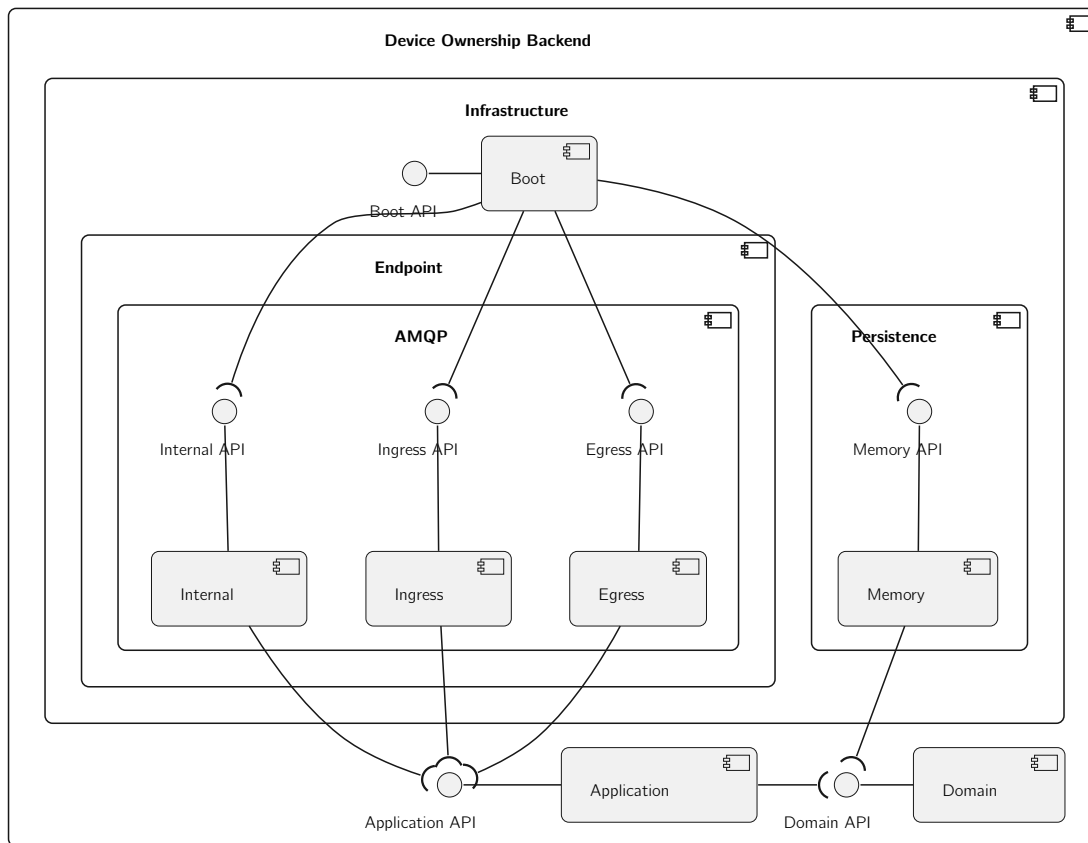 Device Ownership Backend
Infrastructure
Boot
Boot API
Endpoint
AMQP
Persistence
Internal API
Ingress API
Egress API
Memory API
Internal
Ingress
Egress
Memory
Application
Domain
Application API
Domain API